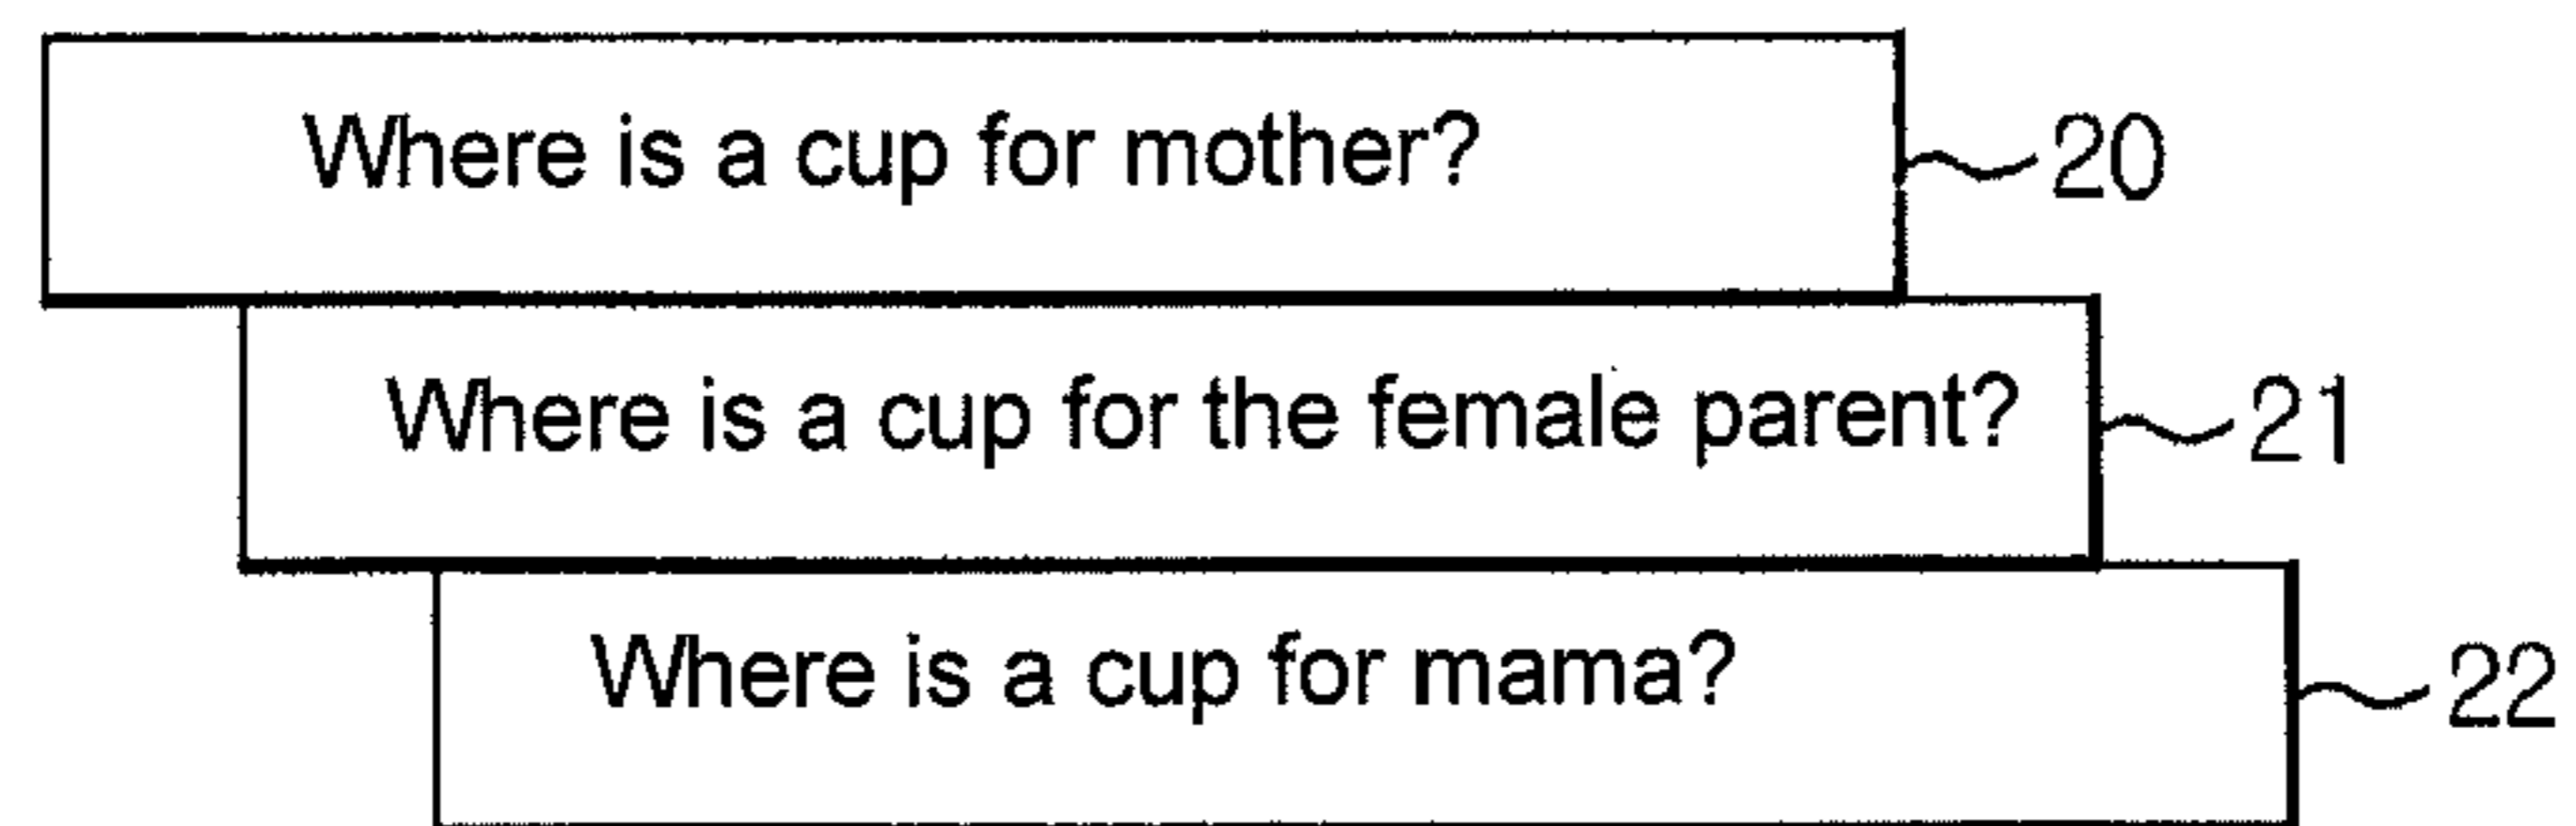 Where is a cup for mother? 20
Where is a cup for the female parent? 21
Where is a cup for mama? 22